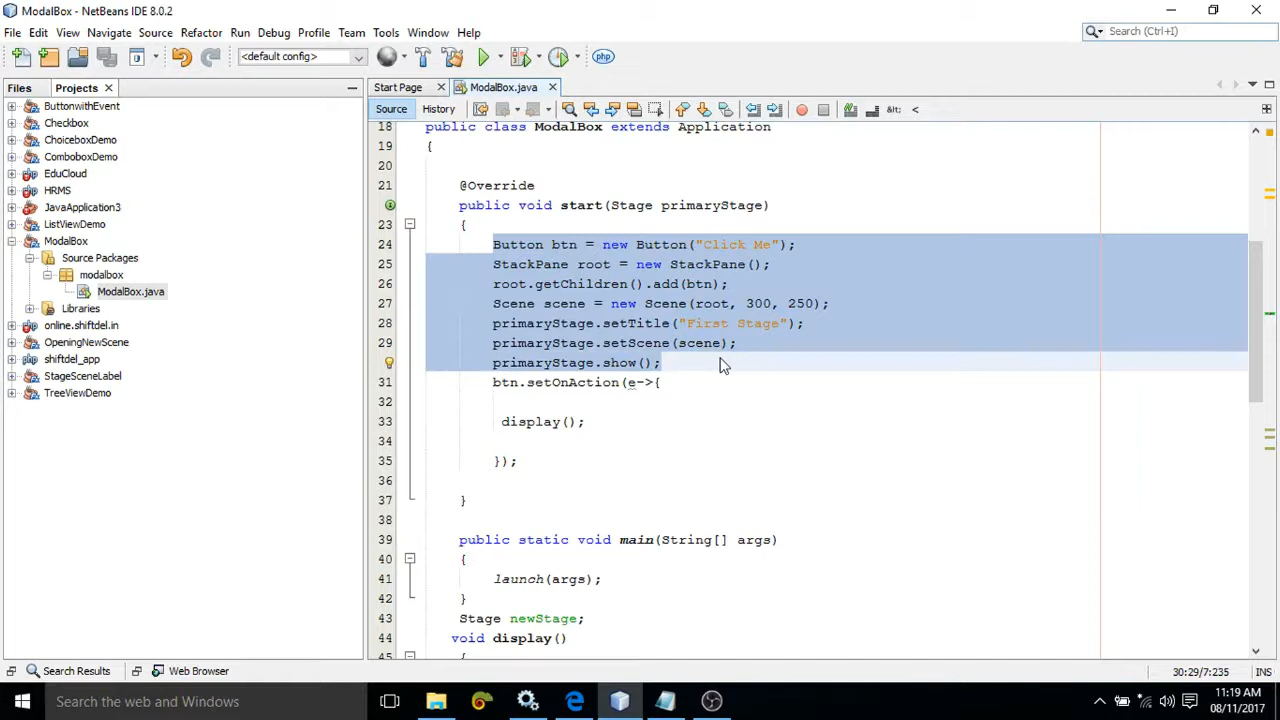 ModalBox - NetBeans IDE 8.0.2
File Edit View Navigate Source Refactor Run Debug Profile Team Tools Window Help
Search (Ctrl+I)
<default config>
php
Files Projects
Start Page ModalBox.java
Source History
ButtonwithEvent
Checkbox
ChoiceboxDemo
ComboboxDemo
EduCloud
HRMS
JavaApplication3
ListViewDemo
ModalBox
Source Packages
modalbox
ModalBox.java
Libraries
online.shiftdel.in
OpeningNewScene
shiftdel_app
StageSceneLabel
TreeViewDemo
18 public class ModalBox extends Application
19 {
20
21 @Override
public void start(Stage primaryStage)
23 {
24 Button btn = new Button("Click Me");
25 StackPane root = new StackPane();
26 root.getChildren().add(btn);
27 Scene scene = new Scene(root, 300, 250);
28 primaryStage.setTitle("First Stage");
29 primaryStage.setScene(scene);
primaryStage.show();
31 btn.setOnAction(e->{
32
33 display();
34
35 });
36
37 }
38
39 public static void main(String[] args)
40 {
41 launch(args);
42 }
43 Stage newStage;
44 void display()
45 {
Search Results Web Browser
30:29/7:235 INS
Search the web and Windows
11:19 AM
08/11/2017